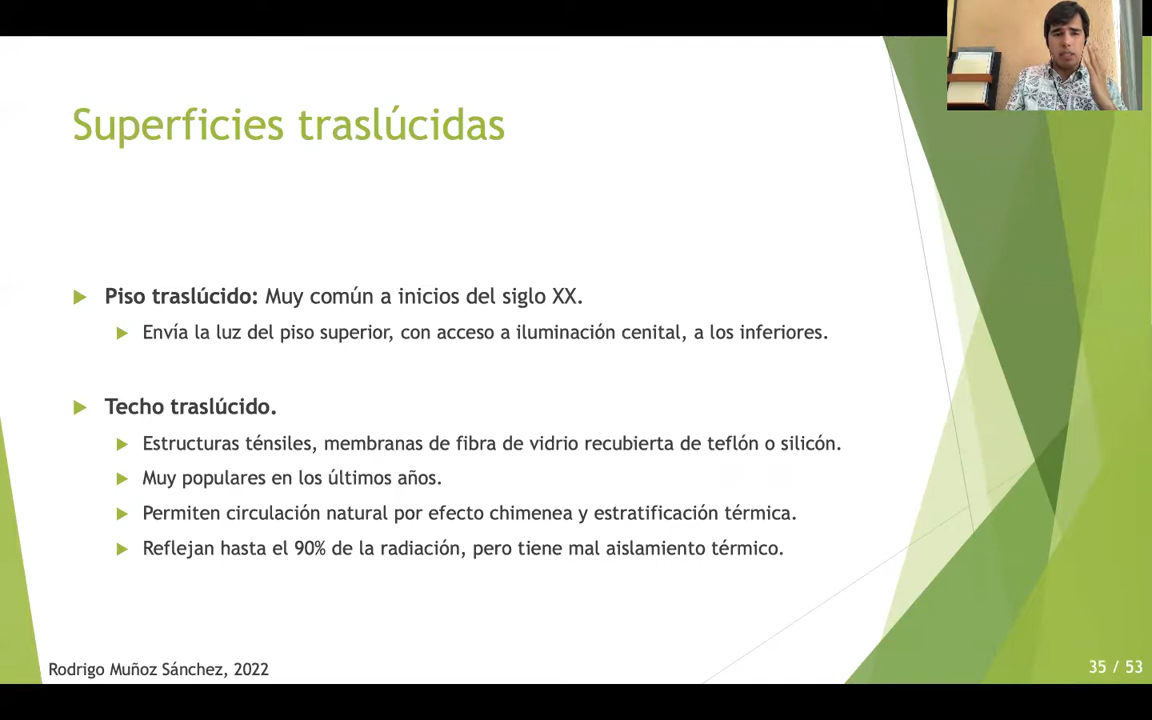 Superficies traslúcidas
Piso traslúcido: Muy común a inicios del siglo XX.
Envía la luz del piso superior, con acceso a iluminación cenital, a los inferiores.
Techo traslúcido.
Estructuras ténsiles, membranas de fibra de vidrio recubierta de teflón o silicón.
Muy populares en los últimos años.
Permiten circulación natural por efecto chimenea y estratificación térmica.
Reflejan hasta el 90% de la radiación, pero tiene mal aislamiento térmico.
Rodrigo Muñoz Sánchez, 2022
35 / 53